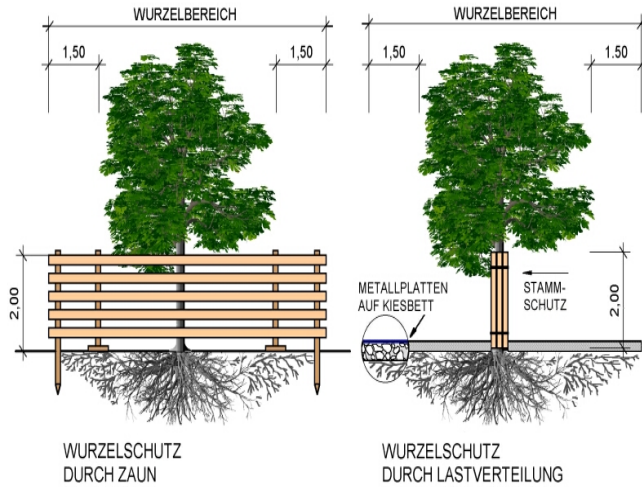 WURZELBEREICH
1,50
1,50
2,00
WURZELSCHUTZ
DURCH ZAUN
WURZELBEREICH
1,50
1.50
METALLPLATTEN
AUF KIESBETT
STAMM-
SCHUTZ
2,00
WURZELSCHUTZ
DURCH LASTVERTEILUNG